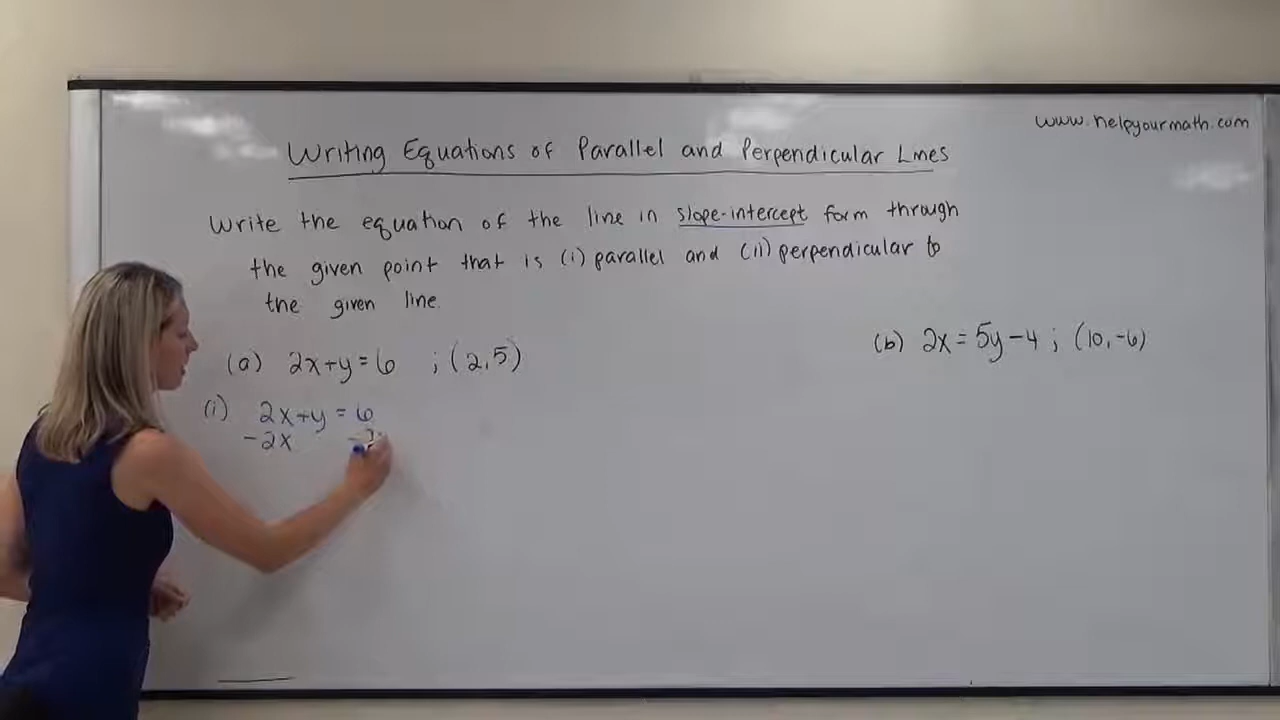 www.helpyourmath.com
Writing Equations of Parallel and Perpendicular Lines
Write the equation of the line in slope-intercept form through
the given point that is (i) parallel and (ii) perpendicular to
the given line.
(a) 2x+y=6 ; (2,5)
(b) 2x=5y-4 ; (10,-6)
(i) 2x+y=6
-2x -2